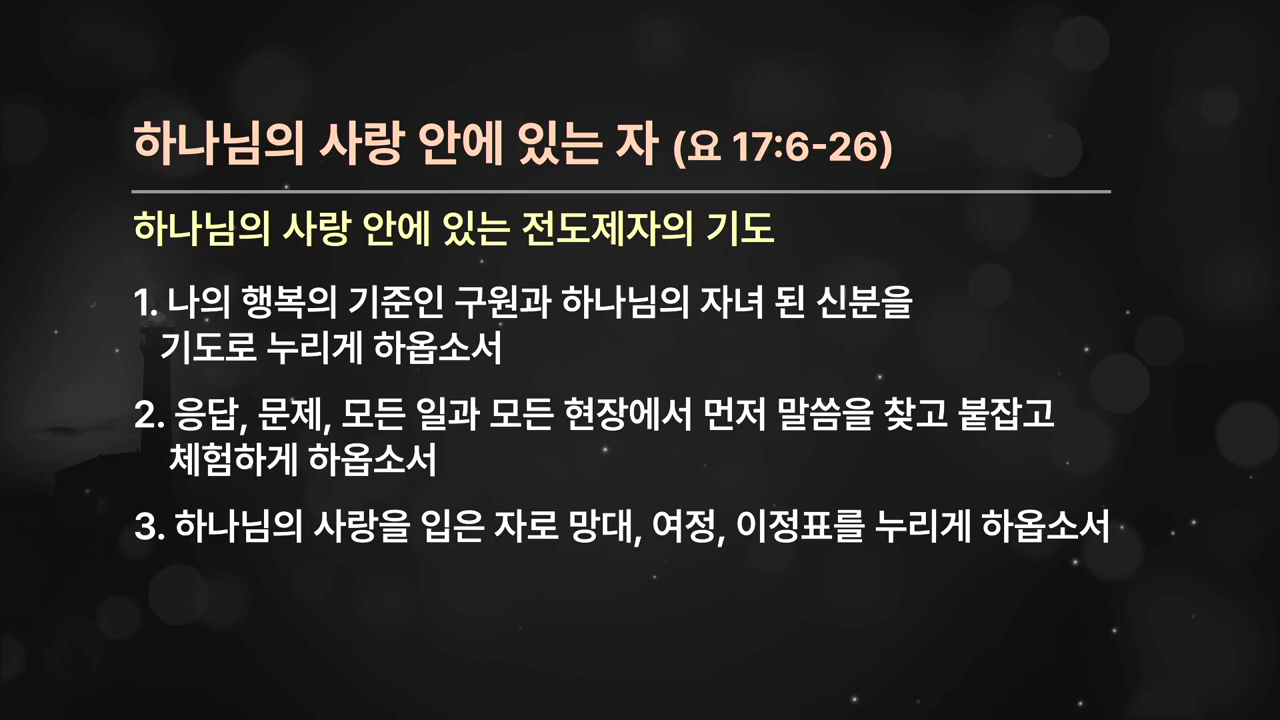 하나님의 사랑 안에 있는 자 (요 17:6-26)
하나님의 사랑 안에 있는 전도제자의 기도
1. 나의 행복의 기준인 구원과 하나님의 자녀 된 신분을
기도로 누리게 하옵소서
2. 응답, 문제, 모든 일과 모든 현장에서 먼저 말씀을 찾고 붙잡고
체험하게 하옵소서
3. 하나님의 사랑을 입은 자로 망대, 여정, 이정표를 누리게 하옵소서